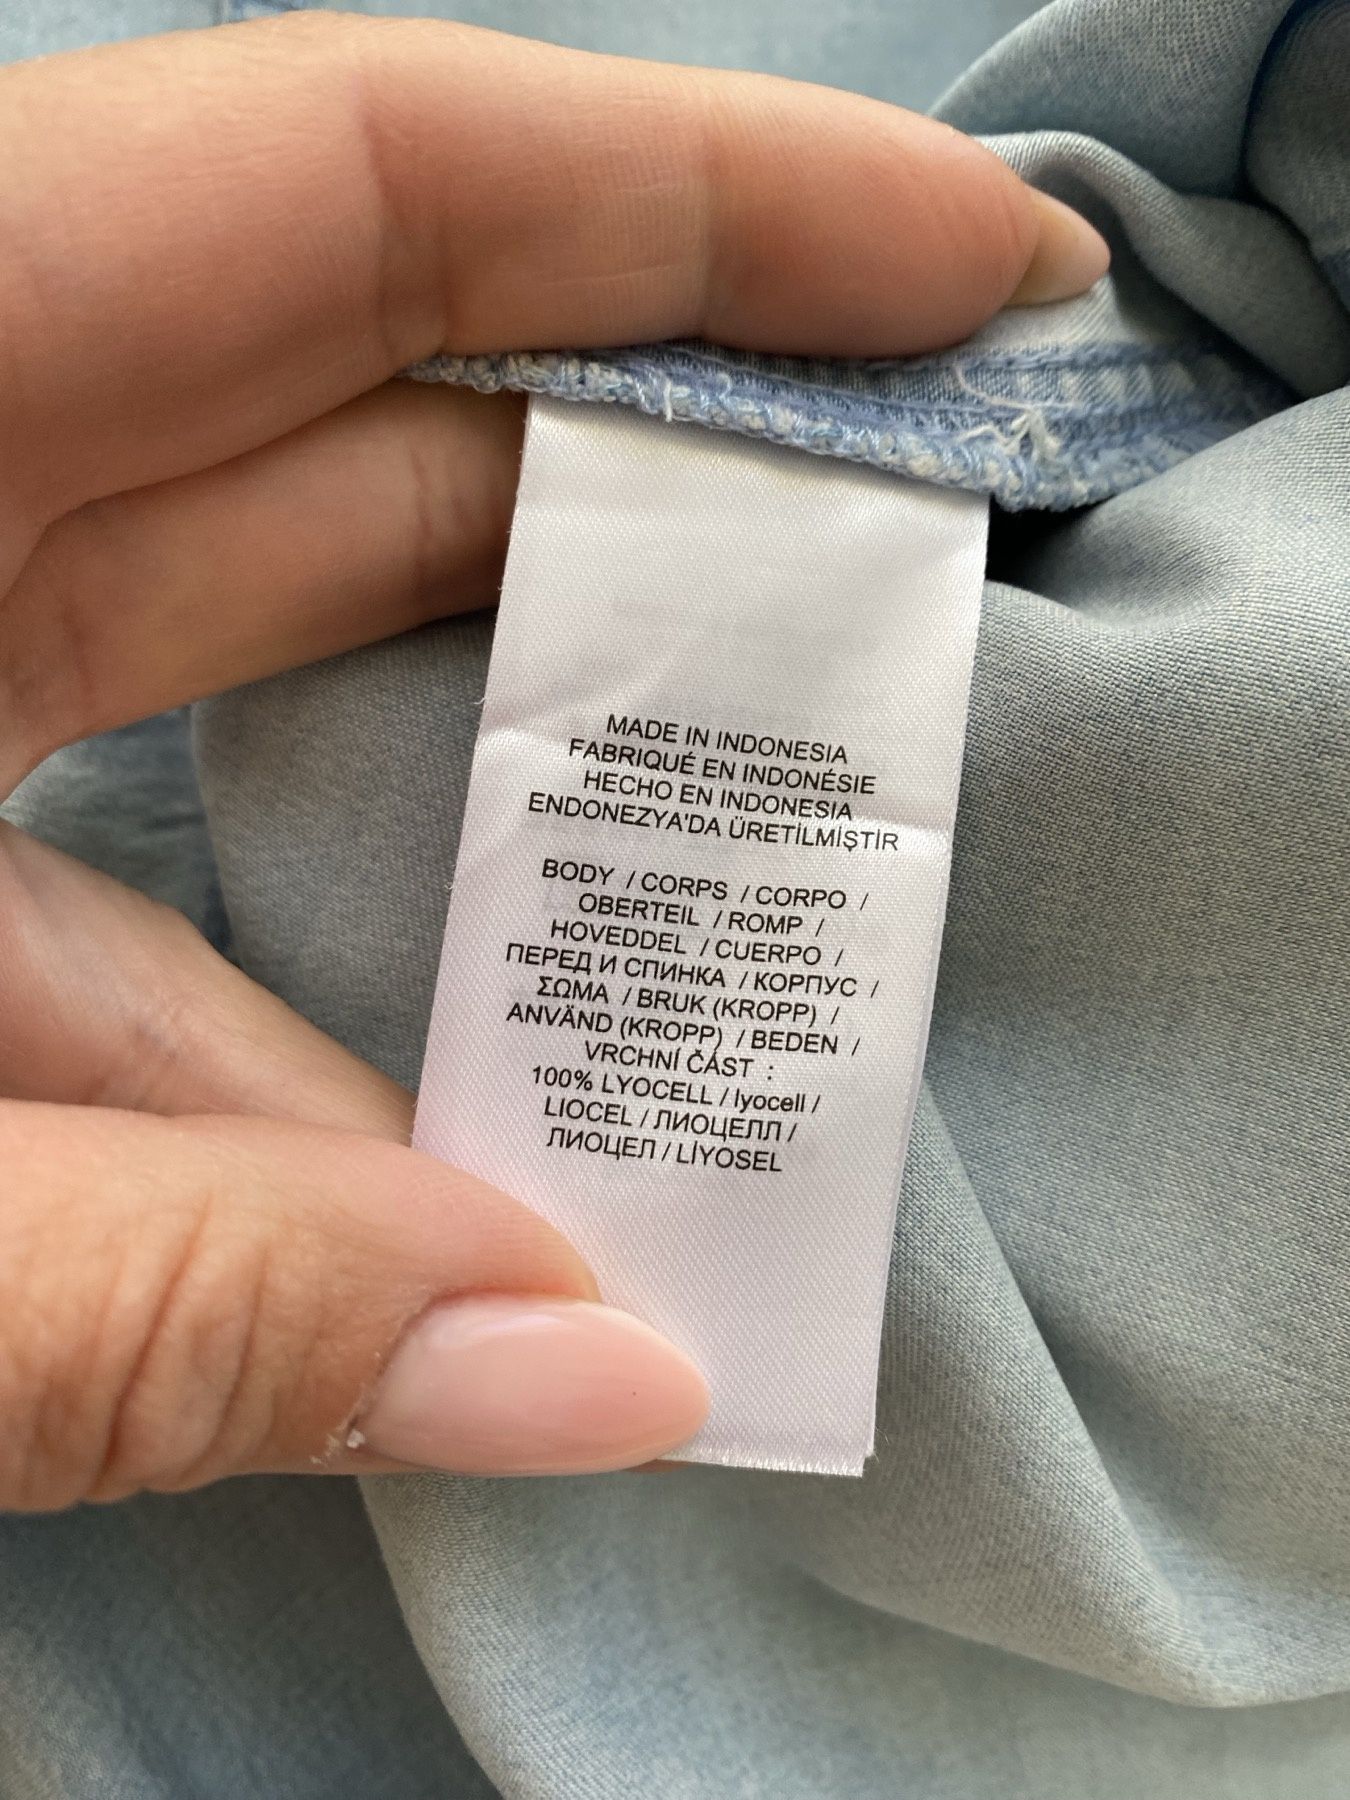 MADE IN INDONESIA
FABRIQUÉ EN INDONÉSIE
HECHO EN INDONESIA
ENDONEZYA'DA ÜRETİLMİŞTİR
BODY / CORPS / CORPO /
OBERTEIL / ROMP /
HOVEDDEL / CUERPO /
ПЕРЕД И СПИНКА / КОРПУС /
ΣΩΜΑ / BRUK (KROPP) /
ANVÄND (KROPP) / BEDEN /
VRCHNÍ ČÁST :
100% LYOCELL / lyocell /
LIOCEL / ЛИОЦЕЛЛ /
ЛИОЦЕЛ / LİYOSEL